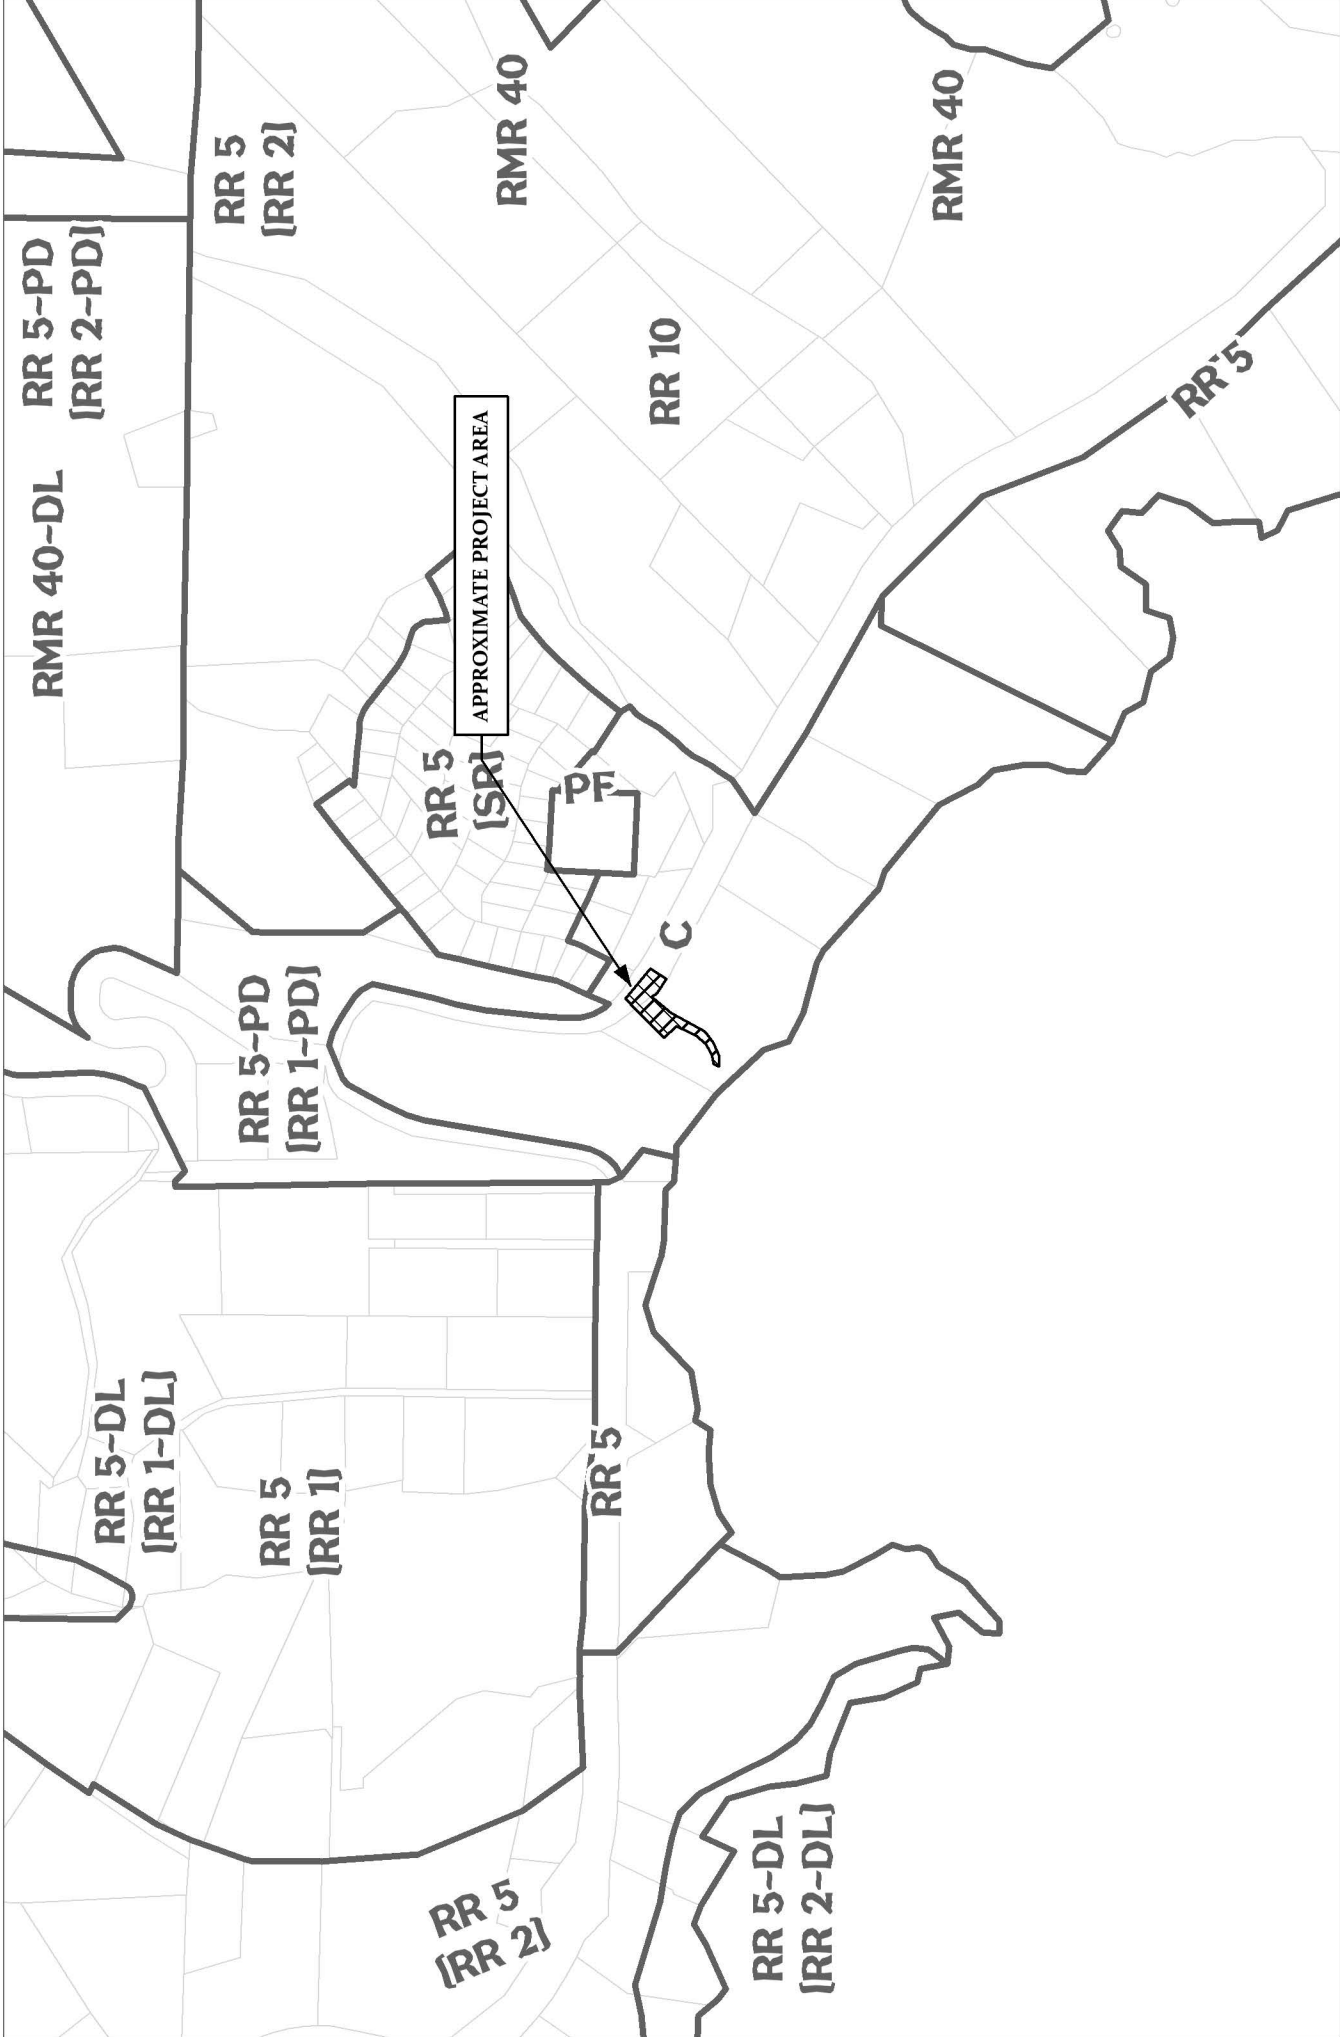 RMR 40~DL
RR 5~PD
[RR 2~PD]
RR 5~DL
[RR 1~DL]
RR 5
[RR 1]
RR 5~PD
[RR 1~PD]
RR 5
[RR 2]
RR 5
[SR]
APPROXIMATE PROJECT AREA
RMR 40
RR 5
[RR 2]
RR 5
PF
C
RR 10
RR 5~DL
[RR 2~DL]
RMR 40
RR 5